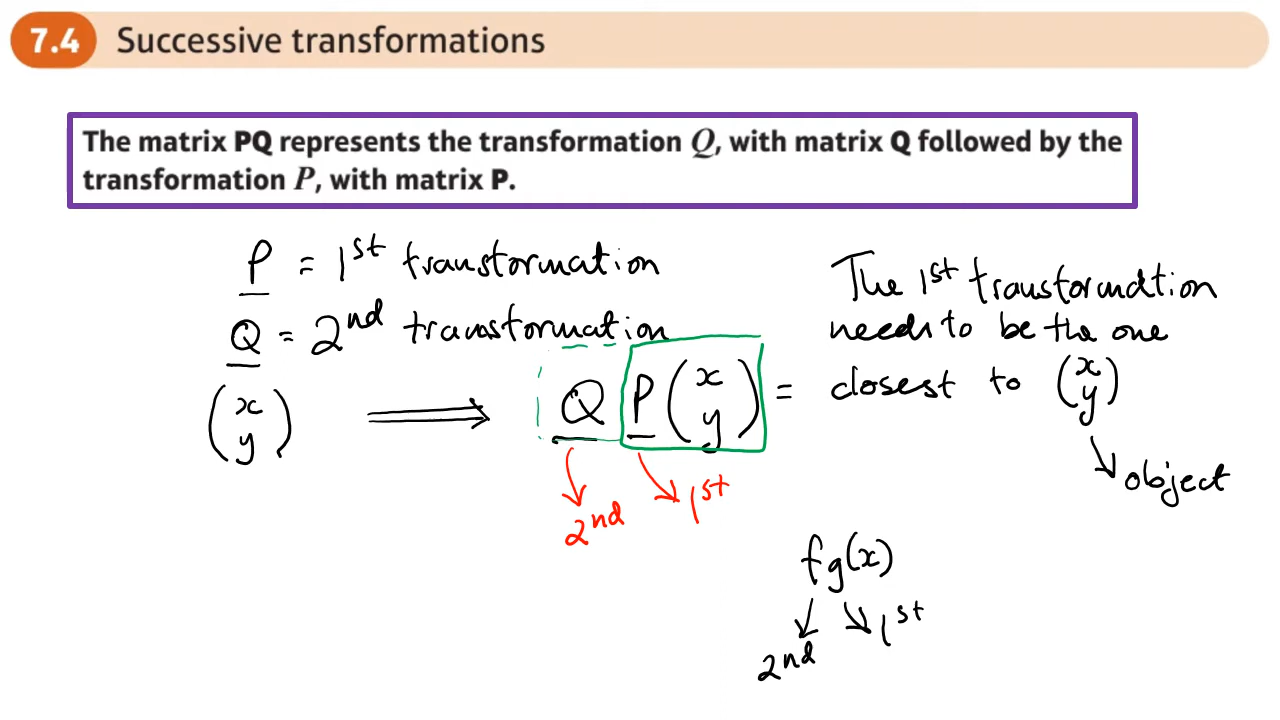 7.4 Successive transformations
The matrix PQ represents the transformation Q, with matrix Q followed by the
transformation P, with matrix P.
P = 1st transformation
Q = 2nd transformation
(x y) ⟹ Q P (x y) =
2nd 1st
The 1st transformation
needs to be the one
closest to (x y)
object
fg(x)
2nd 1st